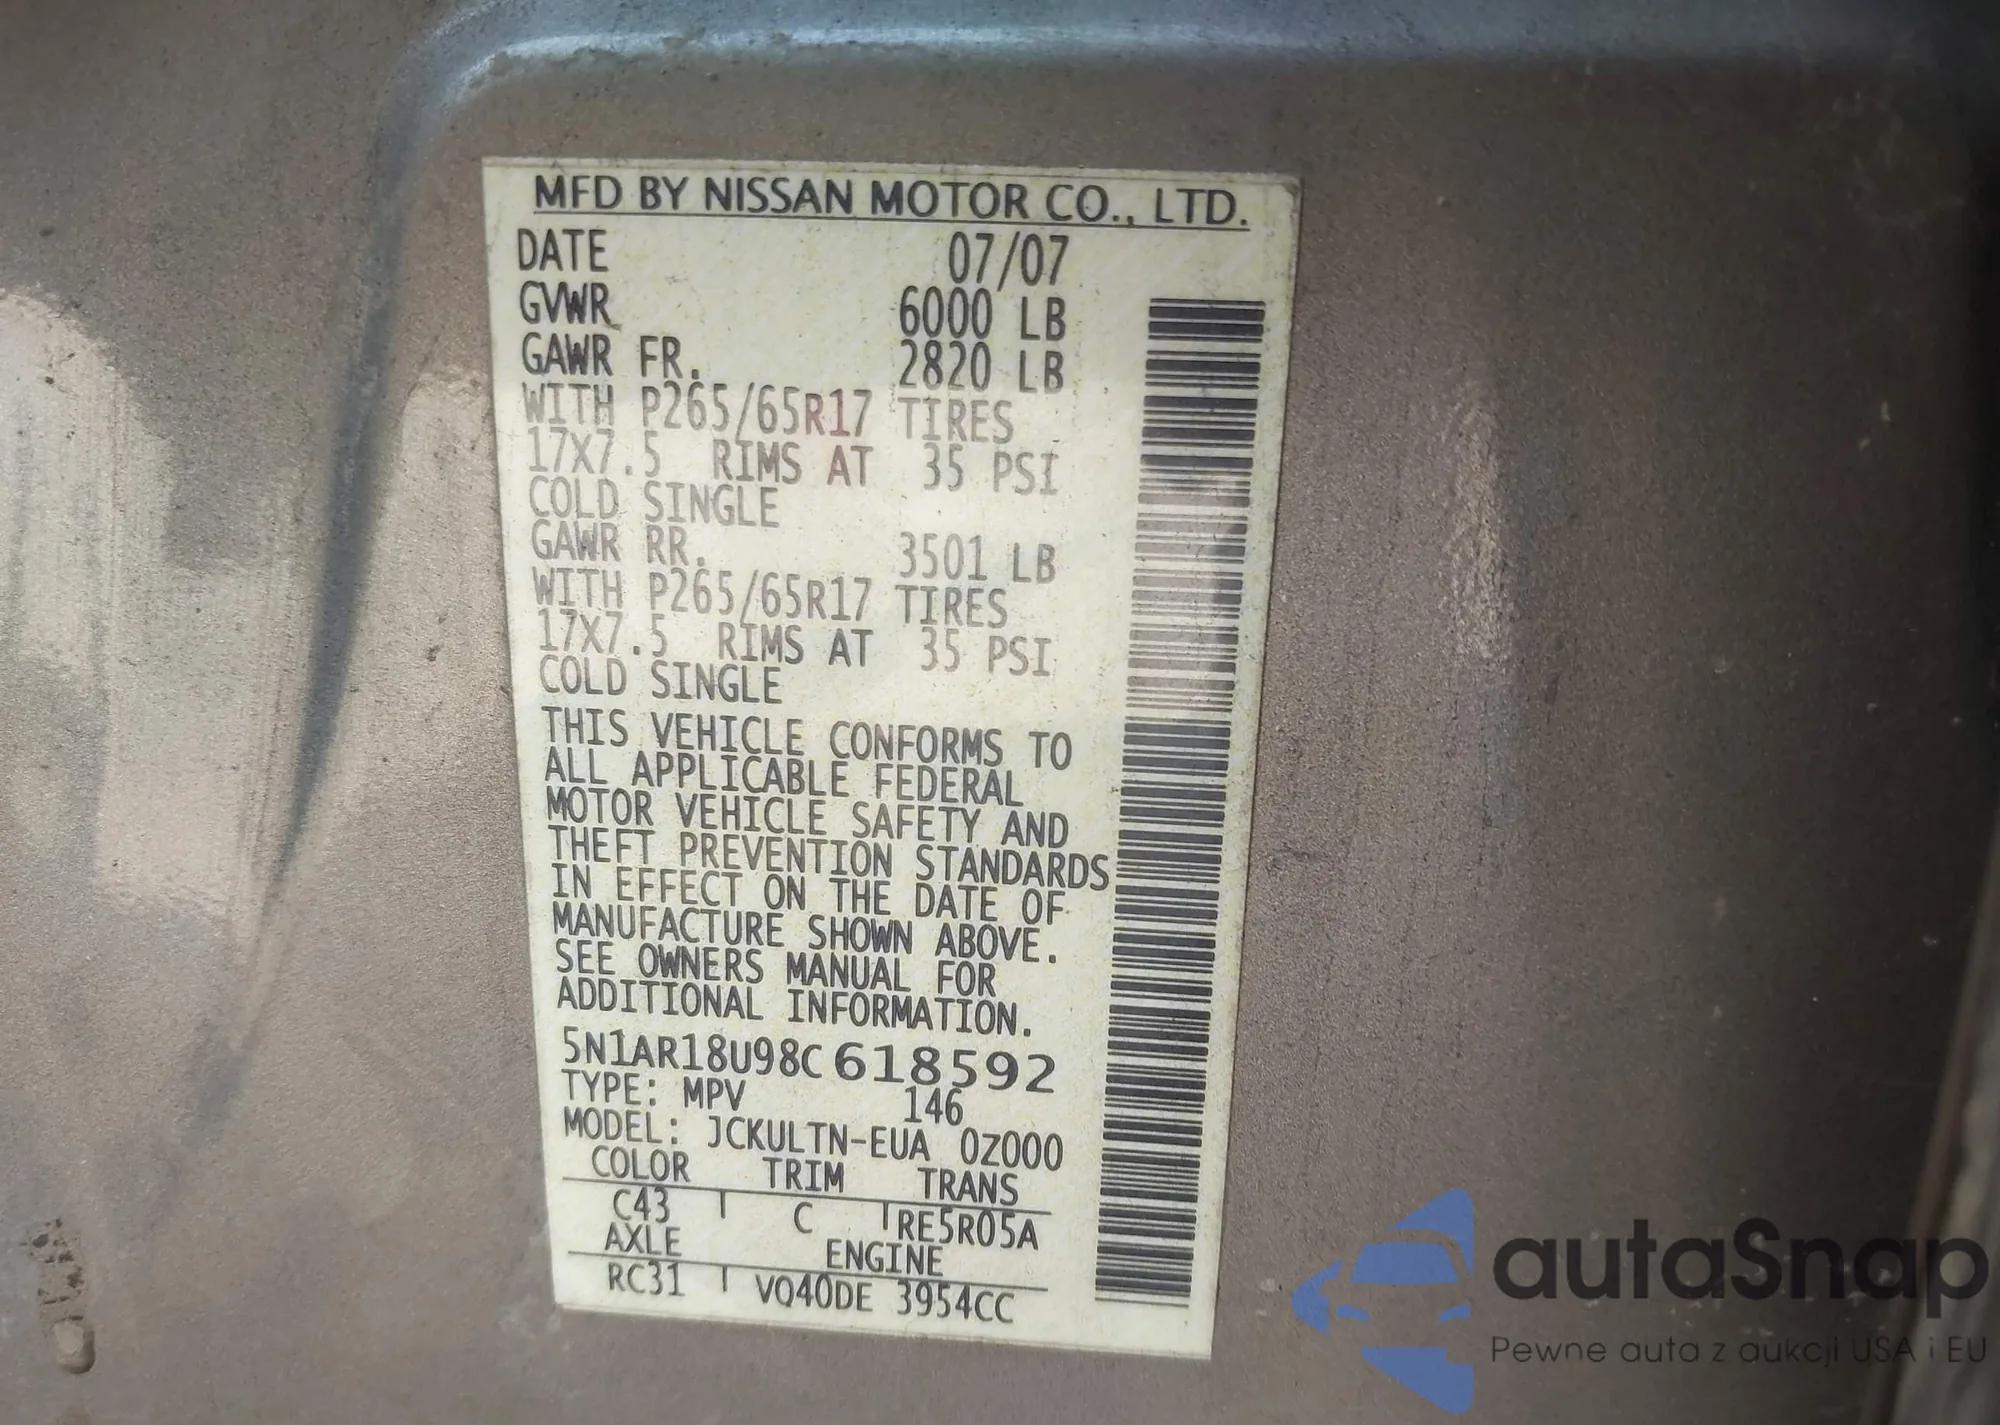 MFD BY NISSAN MOTOR CO., LTD.
DATE 07/07
GVWR 6000 LB
GAWR FR. 2820 LB
WITH P265/65R17 TIRES
17X7.5 RIMS AT 35 PSI
COLD SINGLE
GAWR RR. 3501 LB
WITH P265/65R17 TIRES
17X7.5 RIMS AT 35 PSI
COLD SINGLE
THIS VEHICLE CONFORMS TO
ALL APPLICABLE FEDERAL
MOTOR VEHICLE SAFETY AND
THEFT PREVENTION STANDARDS
IN EFFECT ON THE DATE OF
MANUFACTURE SHOWN ABOVE.
SEE OWNERS MANUAL FOR
ADDITIONAL INFORMATION.
5N1AR18U98C618592
TYPE: MPV 146
MODEL: JCKULTN-EUA 0Z000
COLOR TRIM TRANS
C43 C RE5R05A
AXLE ENGINE
RC31 VQ40DE 3954CC
autaSnap
Pewne auta z aukcji USA i EU